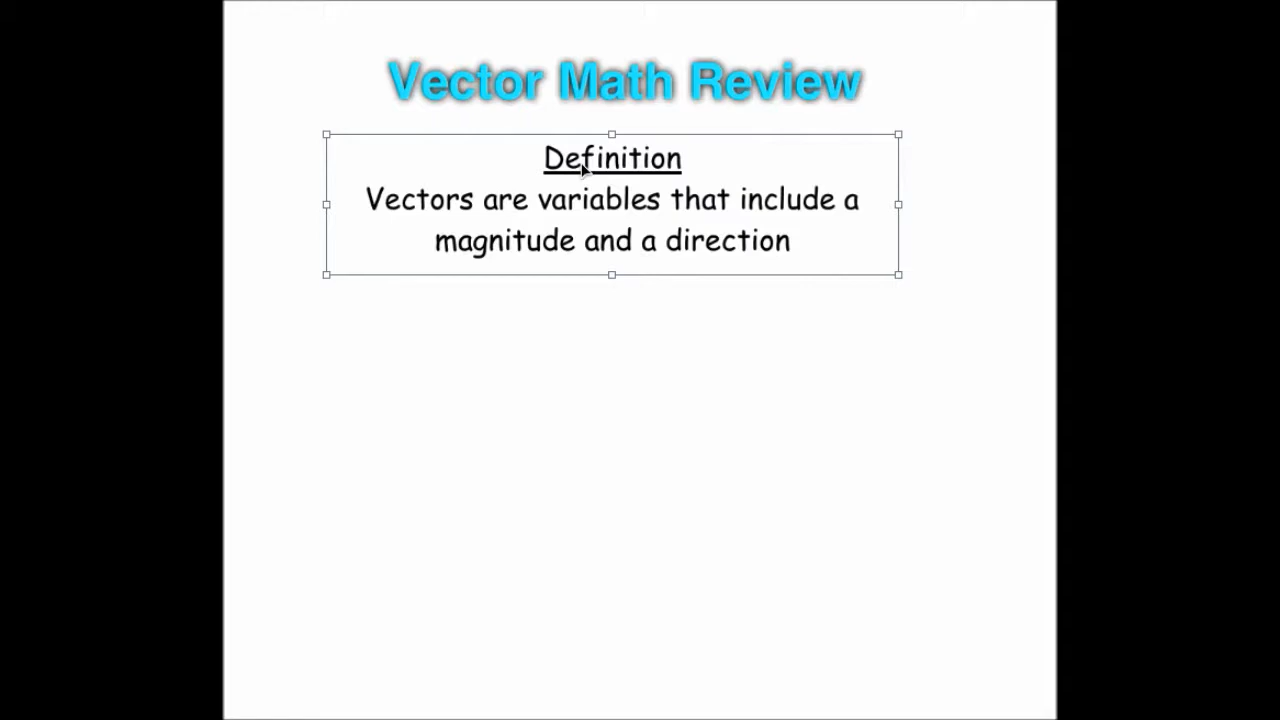 Vector Math Review
Definition
Vectors are variables that include a
magnitude and a direction